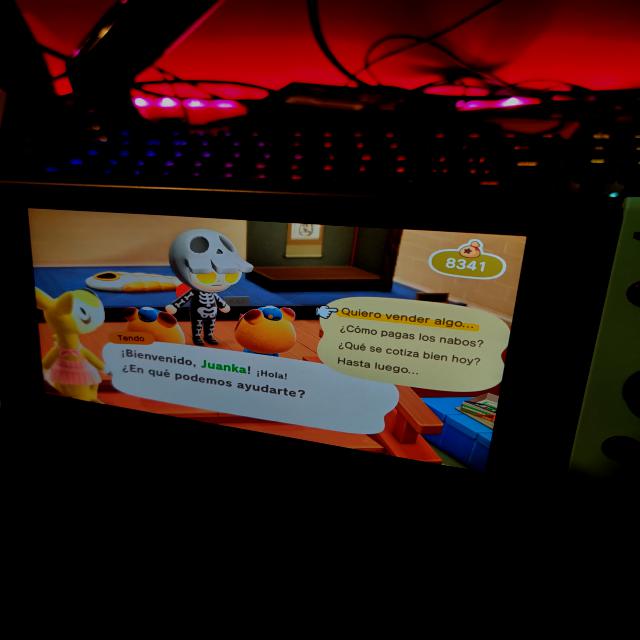 8341
Quiero vender algo...
¿Cómo pagas los nabos?
¿Qué se cotiza bien hoy?
Hasta luego...
Tendo
¡Bienvenido, Juanka! ¡Hola!
¿En qué podemos ayudarte?